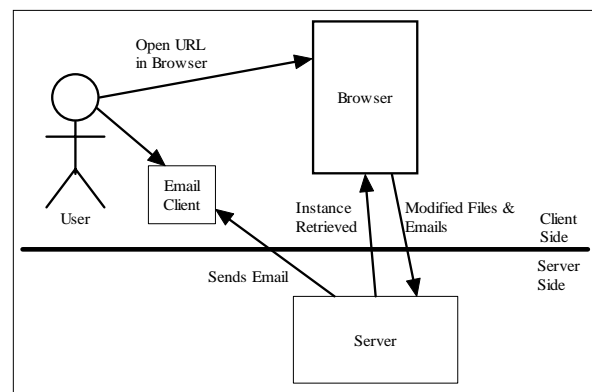 Open URL
in Browser
Browser
Email
Client
User
Instance
Retrieved
Modified Files &
Emails
Client
Side
Sends Email
Server
Side
Server